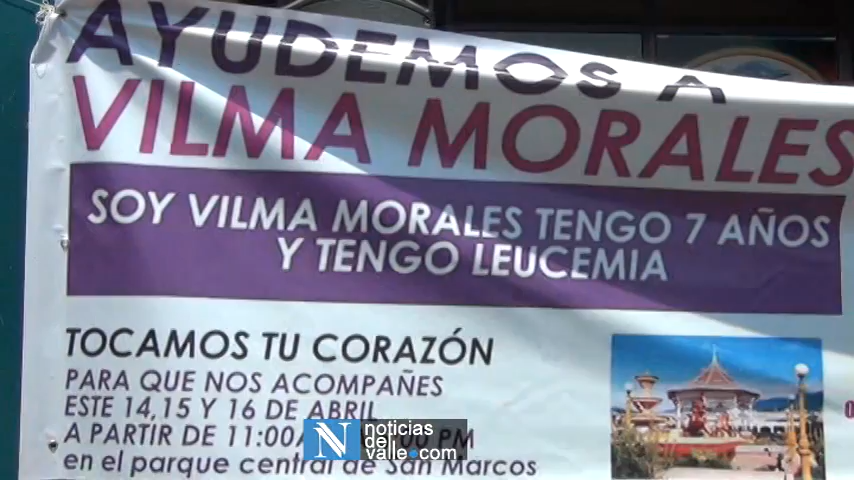 AYUDEMOS A
VILMA MORALES
SOY VILMA MORALES TENGO 7 AÑOS
Y TENGO LEUCEMIA
TOCAMOS TU CORAZÓN
PARA QUE NOS ACOMPAÑES
ESTE 14,15 Y 16 DE ABRIL
A PARTIR DE 11:00 PM
en el parque central de San Marcos
N noticias
del
valle.com